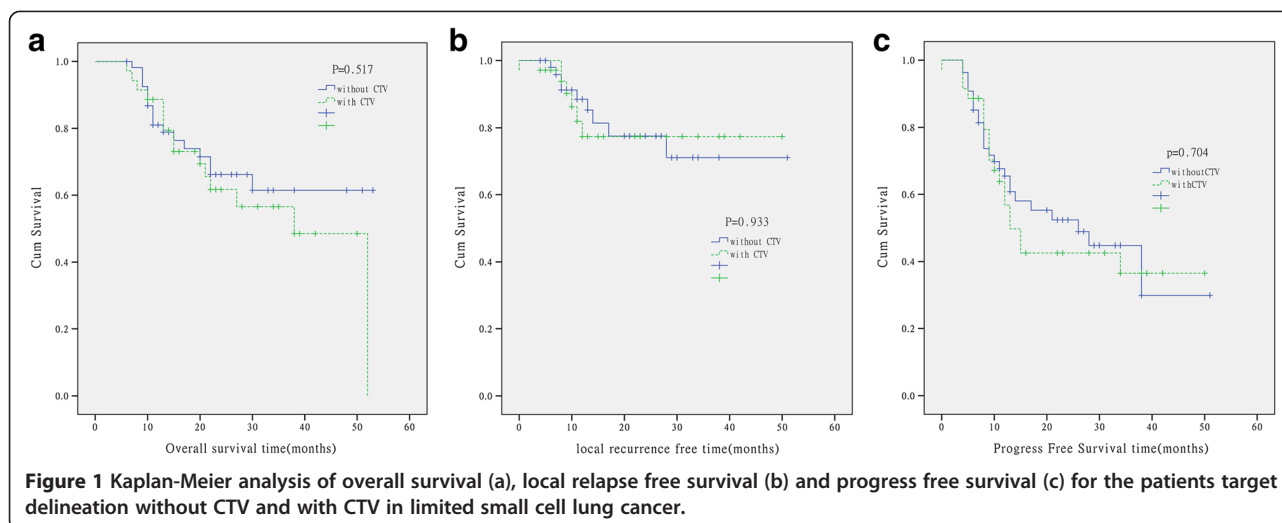 a
P=0.517
without CTV
with CTV
Cum Survival
1.0
0.8
0.6
0.4
0.2
0.0
0 10 20 30 40 50 60
Overall survival time(months)
b
P=0.933
without CTV
with CTV
Cum Survival
1.0
0.8
0.6
0.4
0.2
0.0
0 10 20 30 40 50 60
local recurrence free time(months)
c
p=0.704
withoutCTV
withCTV
Cum Survival
1.0
0.8
0.6
0.4
0.2
0.0
0 10 20 30 40 50 60
Progress Free Survival time(months)
Figure 1 Kaplan-Meier analysis of overall survival (a), local relapse free survival (b) and progress free survival (c) for the patients target
delineation without CTV and with CTV in limited small cell lung cancer.